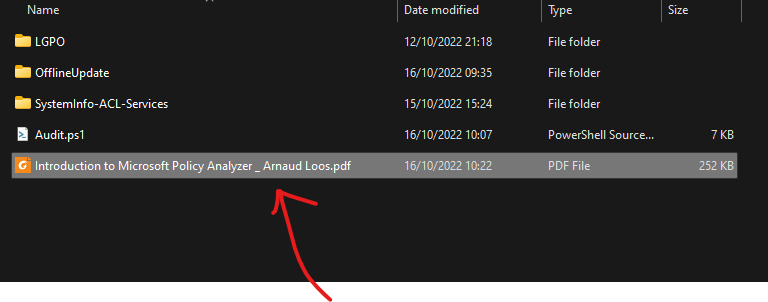 Name Date modified Type Size
LGPO 12/10/2022 21:18 File folder
OfflineUpdate 16/10/2022 09:35 File folder
SystemInfo-ACL-Services 15/10/2022 15:24 File folder
Audit.ps1 16/10/2022 10:07 PowerShell Source... 7 KB
Introduction to Microsoft Policy Analyzer _ Arnaud Loos.pdf 16/10/2022 10:22 PDF File 252 KB